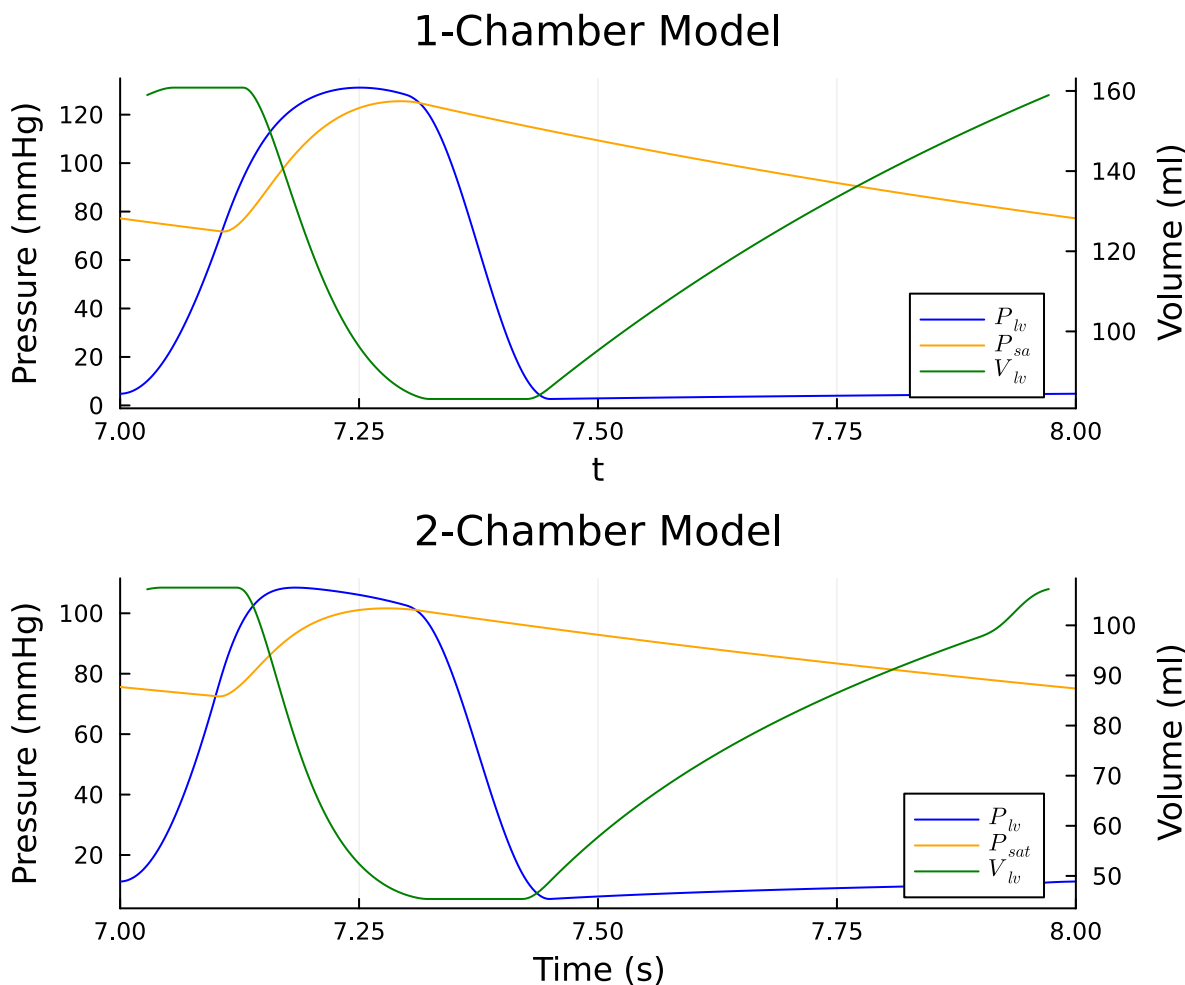 1-Chamber Model
Pressure (mmHg)
120
100
80
60
40
20
0
7.00
7.25
7.50
7.75
8.00
t
160
140
120
100
Volume (ml)
P_lv
P_sa
V_lv
2-Chamber Model
Pressure (mmHg)
100
80
60
40
20
7.00
7.25
7.50
7.75
8.00
Time (s)
100
90
80
70
60
50
Volume (ml)
P_lv
P_sat
V_lv